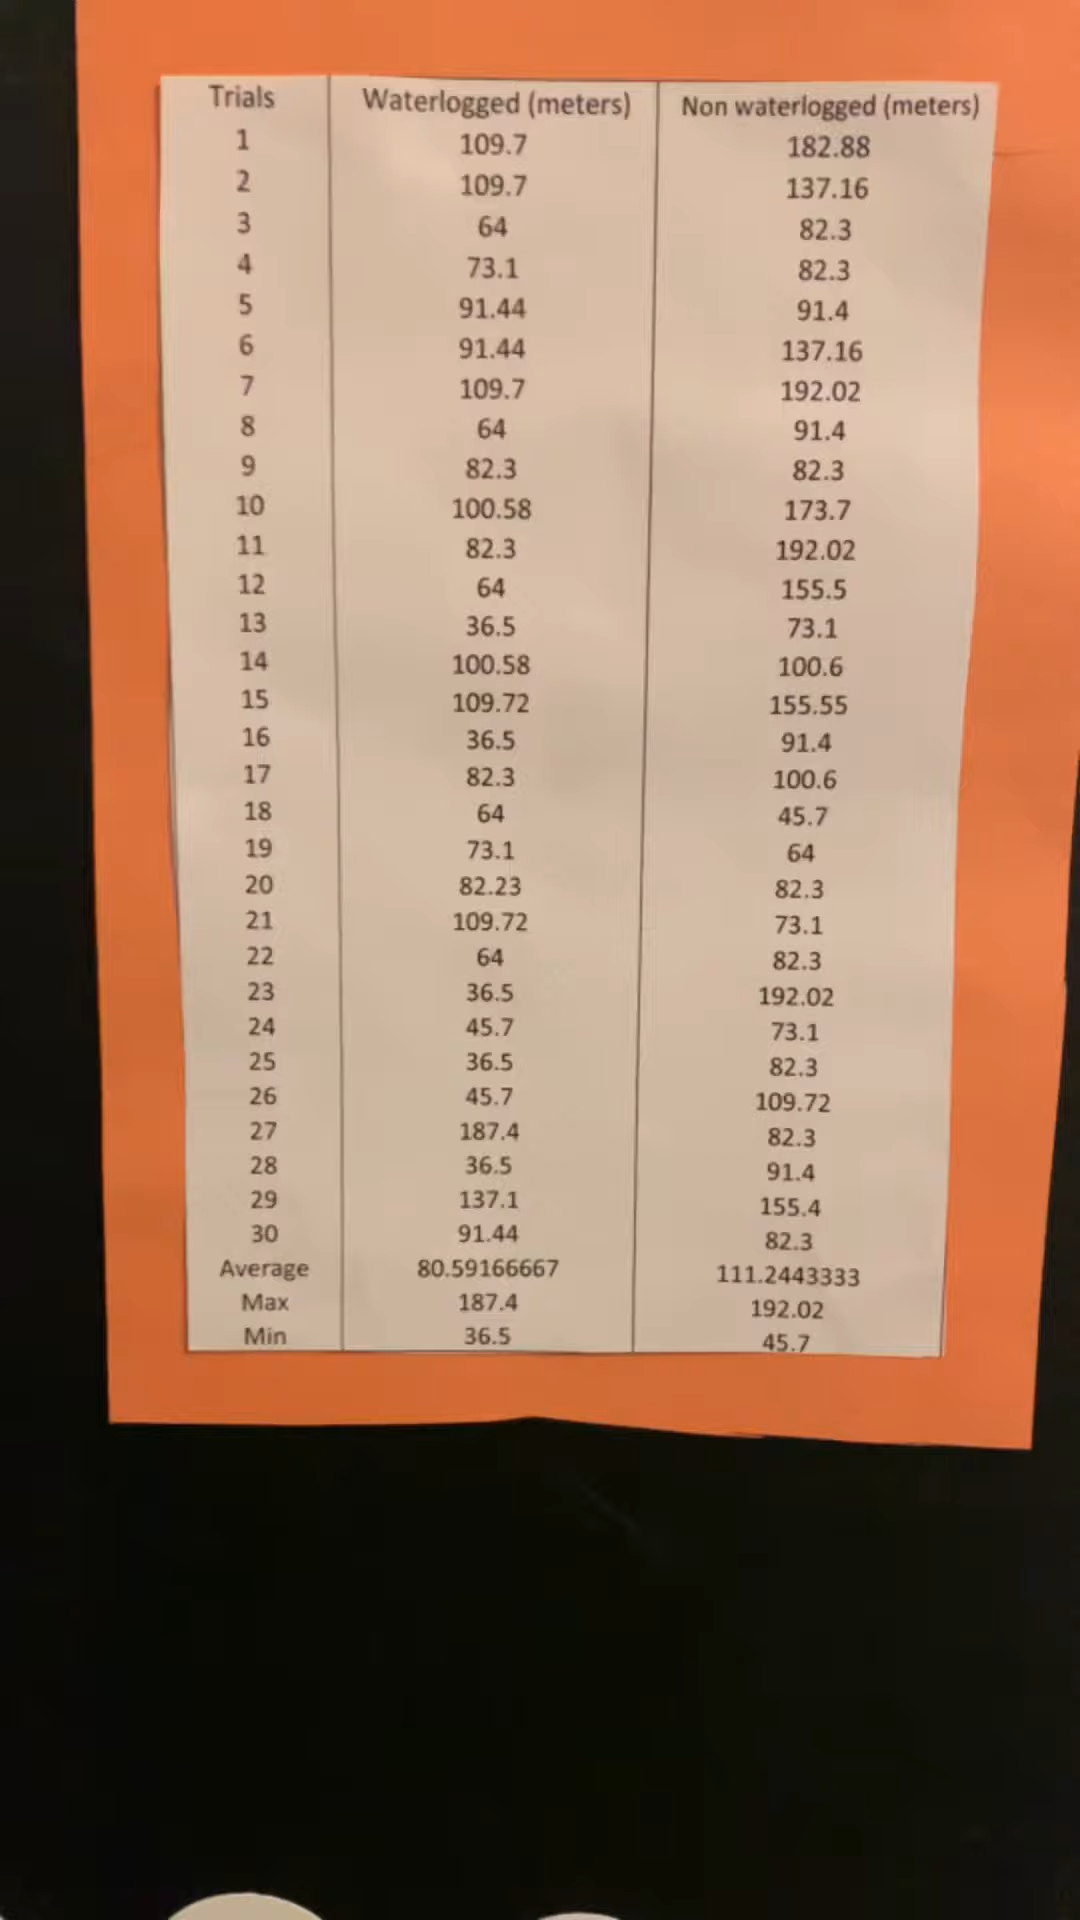 Trials Waterlogged (meters) Non waterlogged (meters)
1 109.7 182.88
2 109.7 137.16
3 64 82.3
4 73.1 82.3
5 91.44 91.4
6 91.44 137.16
7 109.7 192.02
8 64 91.4
9 82.3 82.3
10 100.58 173.7
11 82.3 192.02
12 64 155.5
13 36.5 73.1
14 100.58 100.6
15 109.72 155.55
16 36.5 91.4
17 82.3 100.6
18 64 45.7
19 73.1 64
20 82.23 82.3
21 109.72 73.1
22 64 82.3
23 36.5 192.02
24 45.7 73.1
25 36.5 82.3
26 45.7 109.72
27 187.4 82.3
28 36.5 91.4
29 137.1 155.4
30 91.44 82.3
Average 80.59166667 111.2443333
Max 187.4 192.02
Min 36.5 45.7